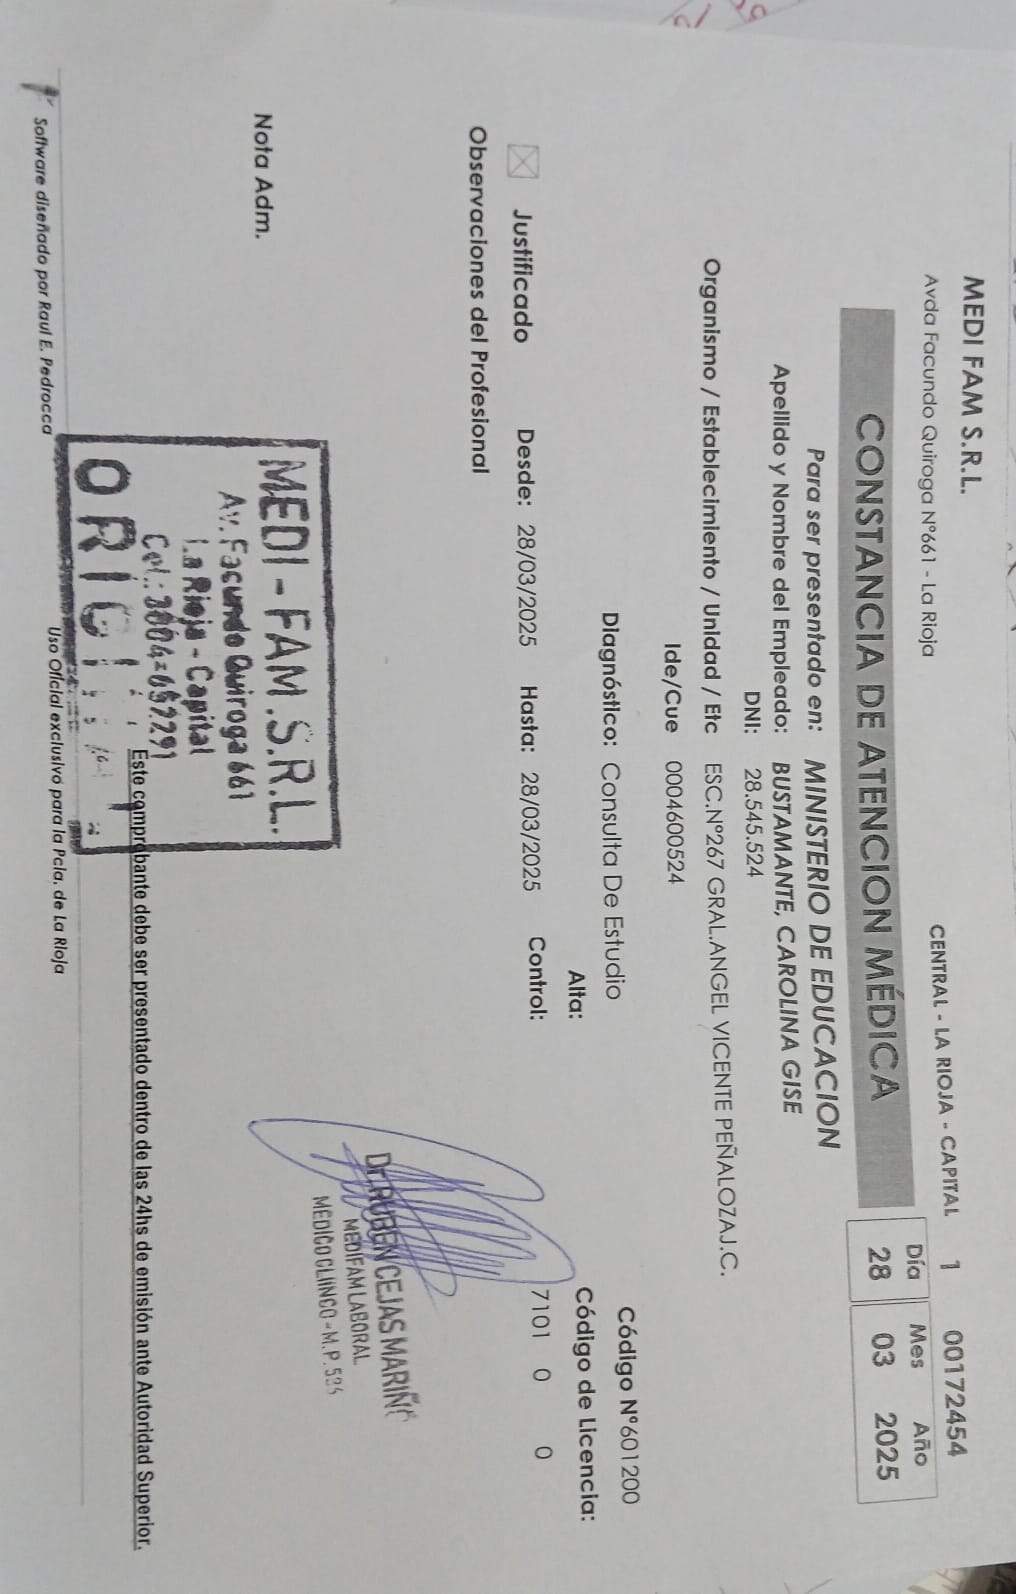 MEDI FAM S.R.L.
Avda Facundo Quiroga N°661 - La Rioja
CENTRAL - LA RIOJA - CAPITAL 1 00172454
CONSTANCIA DE ATENCION MÉDICA
Día Mes Año
28 03 2025
Para ser presentado en: MINISTERIO DE EDUCACION
Apellido y Nombre del Empleado: BUSTAMANTE, CAROLINA GISE
DNI: 28.545.524
Organismo / Establecimiento / Unidad / Etc ESC.N°267 GRAL.ANGEL VICENTE PEÑALOZAJ.C.
Ide/Cue 0004600524
Código N°601200
Diagnóstico: Consulta De Estudio
Código de Licencia:
Alta:
Justificado Desde: 28/03/2025 Hasta: 28/03/2025 Control: 7101 0 0
Observaciones del Profesional
Dr. RUBEN CEJAS MARIÑO
MEDIFAM LABORAL
MEDICO CLIINCO - M.P. 535
MEDI - FAM .S.R.L.
Av. Facundo Quiroga 661
La Rioja - Capital
Nota Adm.
Este comprobante debe ser presentado dentro de las 24hs de emisión ante Autoridad Superior.
Software diseñado por Raul E. Pedrocca
Uso Oficial exclusivo para la Pcia. de La Rioja